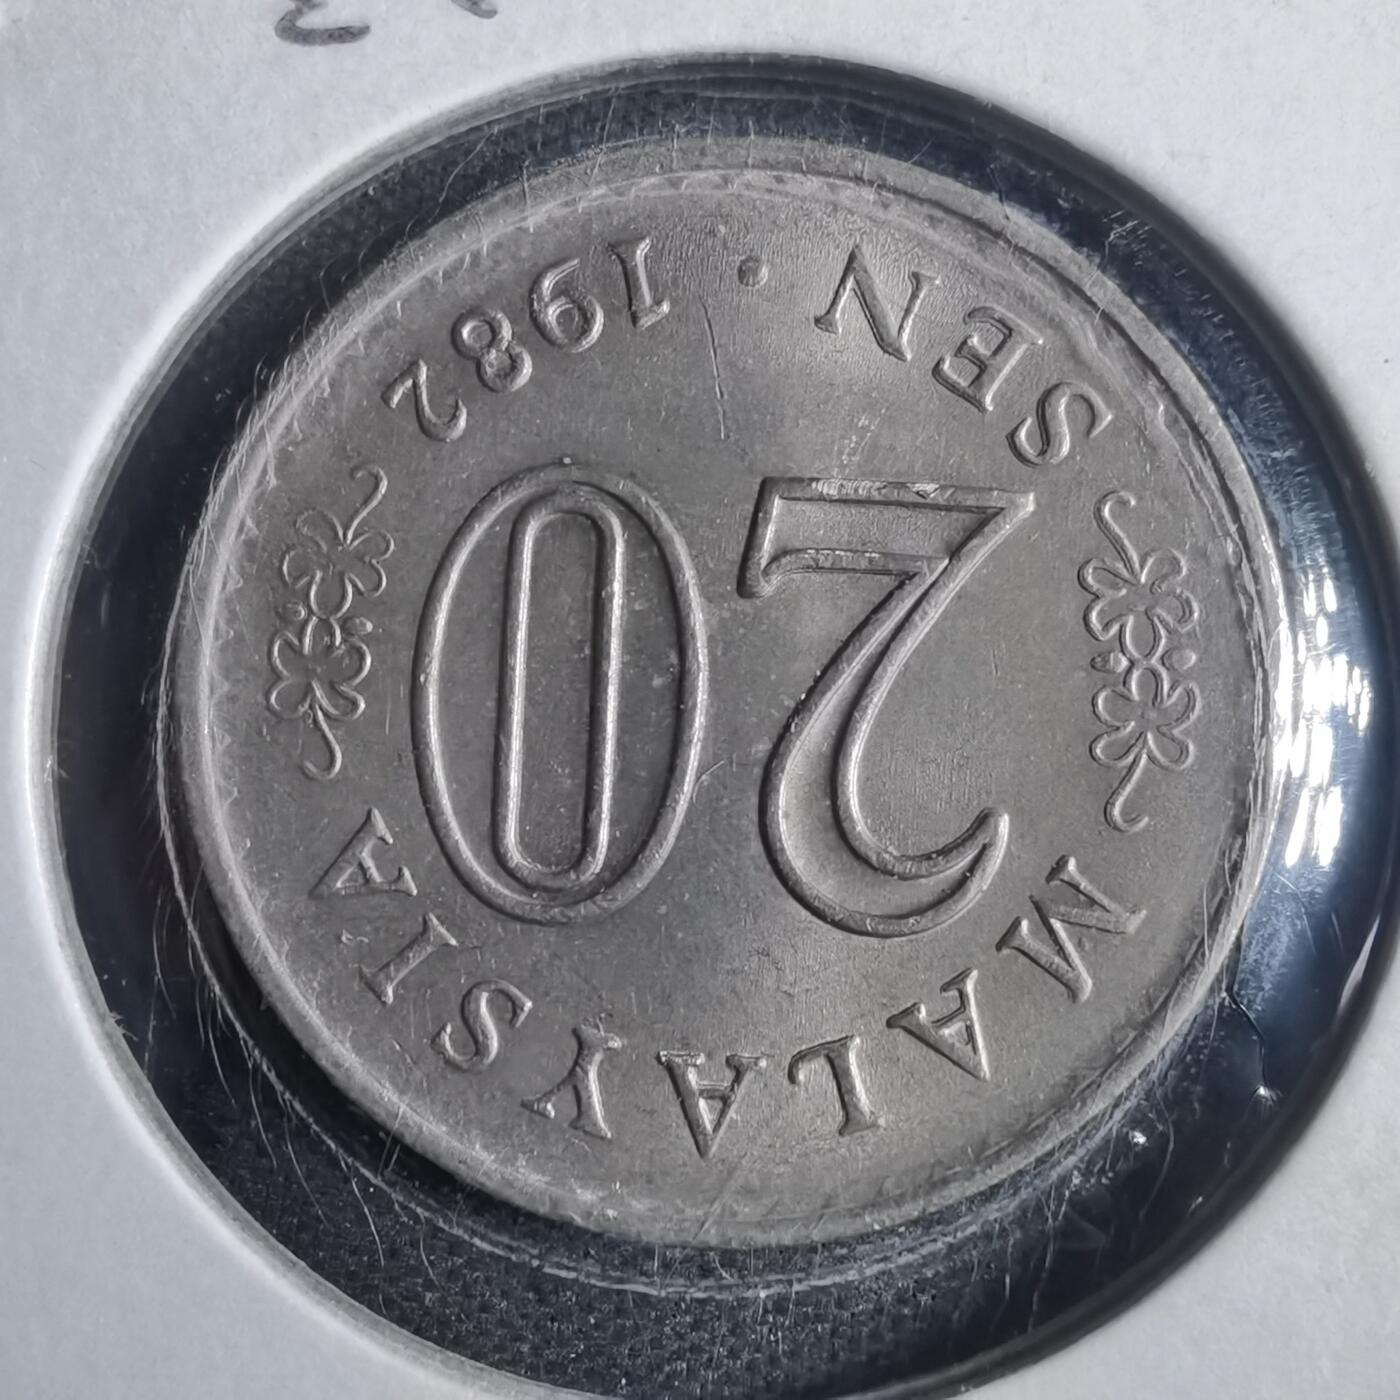 MALAYSIA
20
SEN · 1982